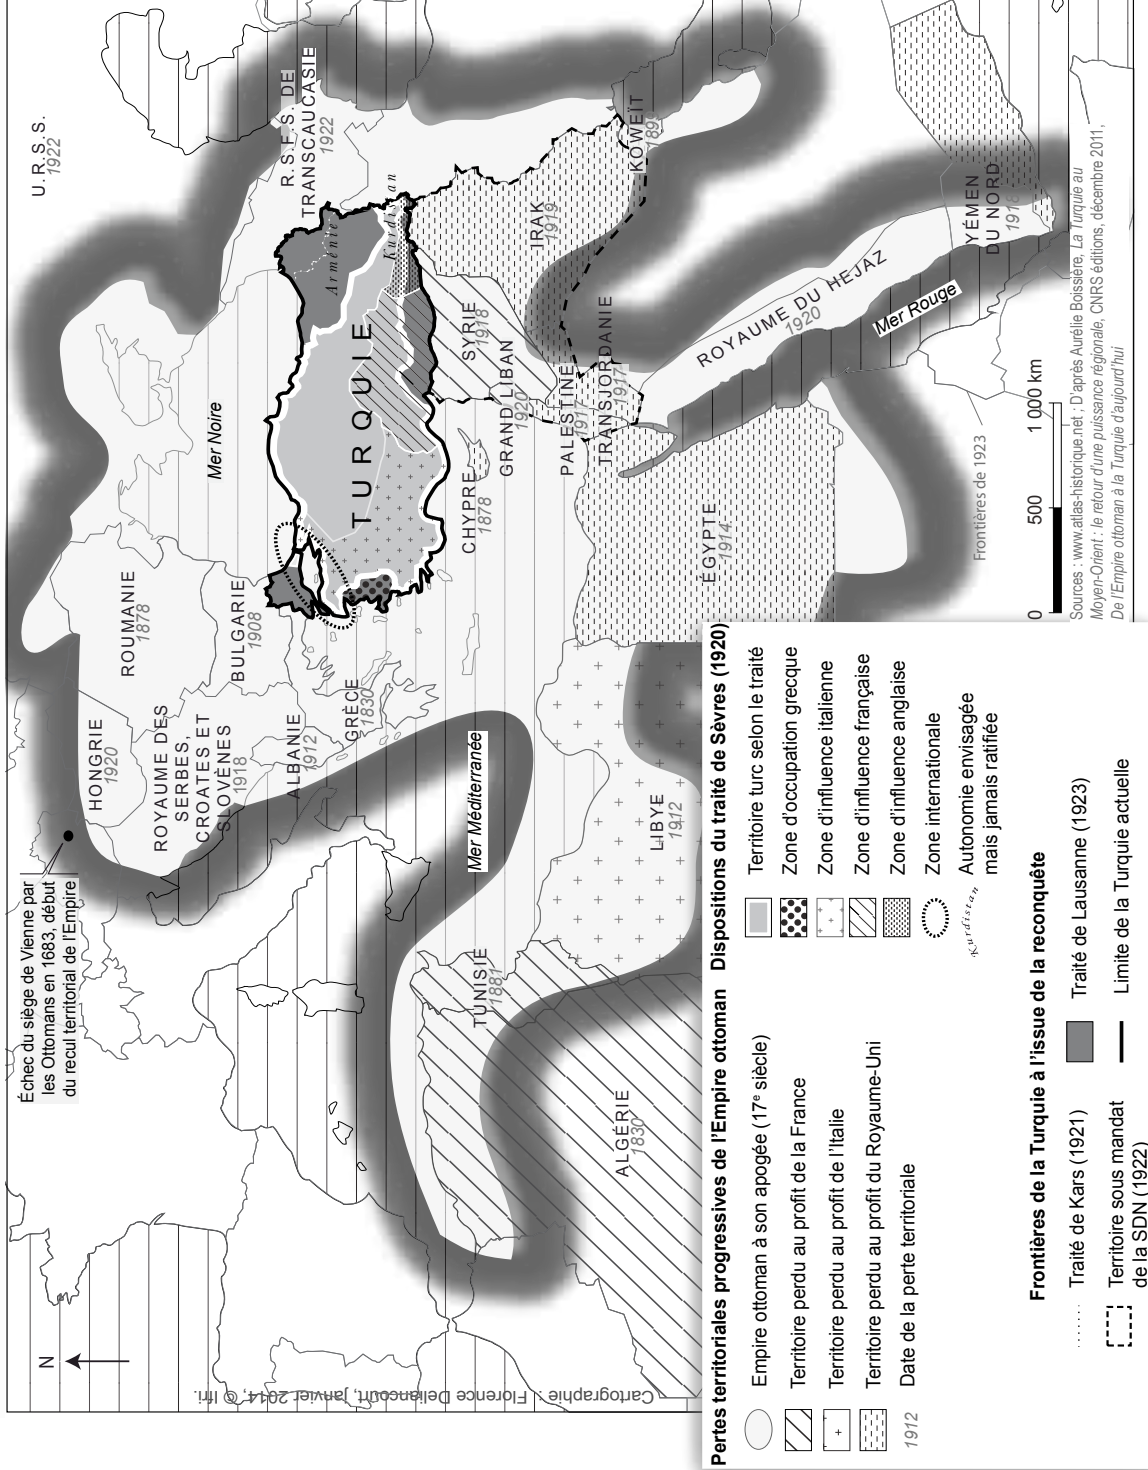 Échec du siège de Vienne par
les Ottomans en 1683, début
du recul territorial de l'Empire
N
U.R.S.S.
1922
R.S.F.S. DE
TRANSCAUCASIE
1922
HONGRIE
1920
ROUMANIE
1878
ROYAUME DES
SERBES,
CROATES ET
SLOVÈNES
1918
BULGARIE
1908
ALBANIE
1912
GRÈCE
1830
Mer Noire
TURQUIE
Arménie
Kurdistan
Mer Méditerranée
CHYPRE
1878
SYRIE
1918
GRAND LIBAN
1920
IRAK
1919
KOWEÏT
PALESTINE
1917
TRANSJORDANIE
1917
TUNISIE
1881
ALGÉRIE
1830
LIBYE
1912
ÉGYPTE
1914
ROYAUME DU HEJAZ
1920
Mer Rouge
YÉMEN
DU NORD
1918
Frontières de 1923
0 500 1 000 km
Pertes territoriales progressives de l'Empire ottoman
Empire ottoman à son apogée (17e siècle)
Territoire perdu au profit de la France
Territoire perdu au profit de l'Italie
Territoire perdu au profit du Royaume-Uni
1912 Date de la perte territoriale
Dispositions du traité de Sèvres (1920)
Territoire turc selon le traité
Zone d'occupation grecque
Zone d'influence italienne
Zone d'influence française
Zone d'influence anglaise
Zone internationale
Kurdistan Autonomie envisagée
mais jamais ratifiée
Frontières de la Turquie à l'issue de la reconquête
Traité de Kars (1921)
Territoire sous mandat
de la SDN (1922)
Traité de Lausanne (1923)
Limite de la Turquie actuelle
Sources : www.atlas-historique.net ; D'après Aurélie Boissière, La Turquie au
Moyen-Orient : le retour d'une puissance régionale, CNRS éditions, décembre 2011,
De l'Empire ottoman à la Turquie d'aujourd'hui
Cartographie : Florence Deliancourt, janvier 2014, © Ifri.